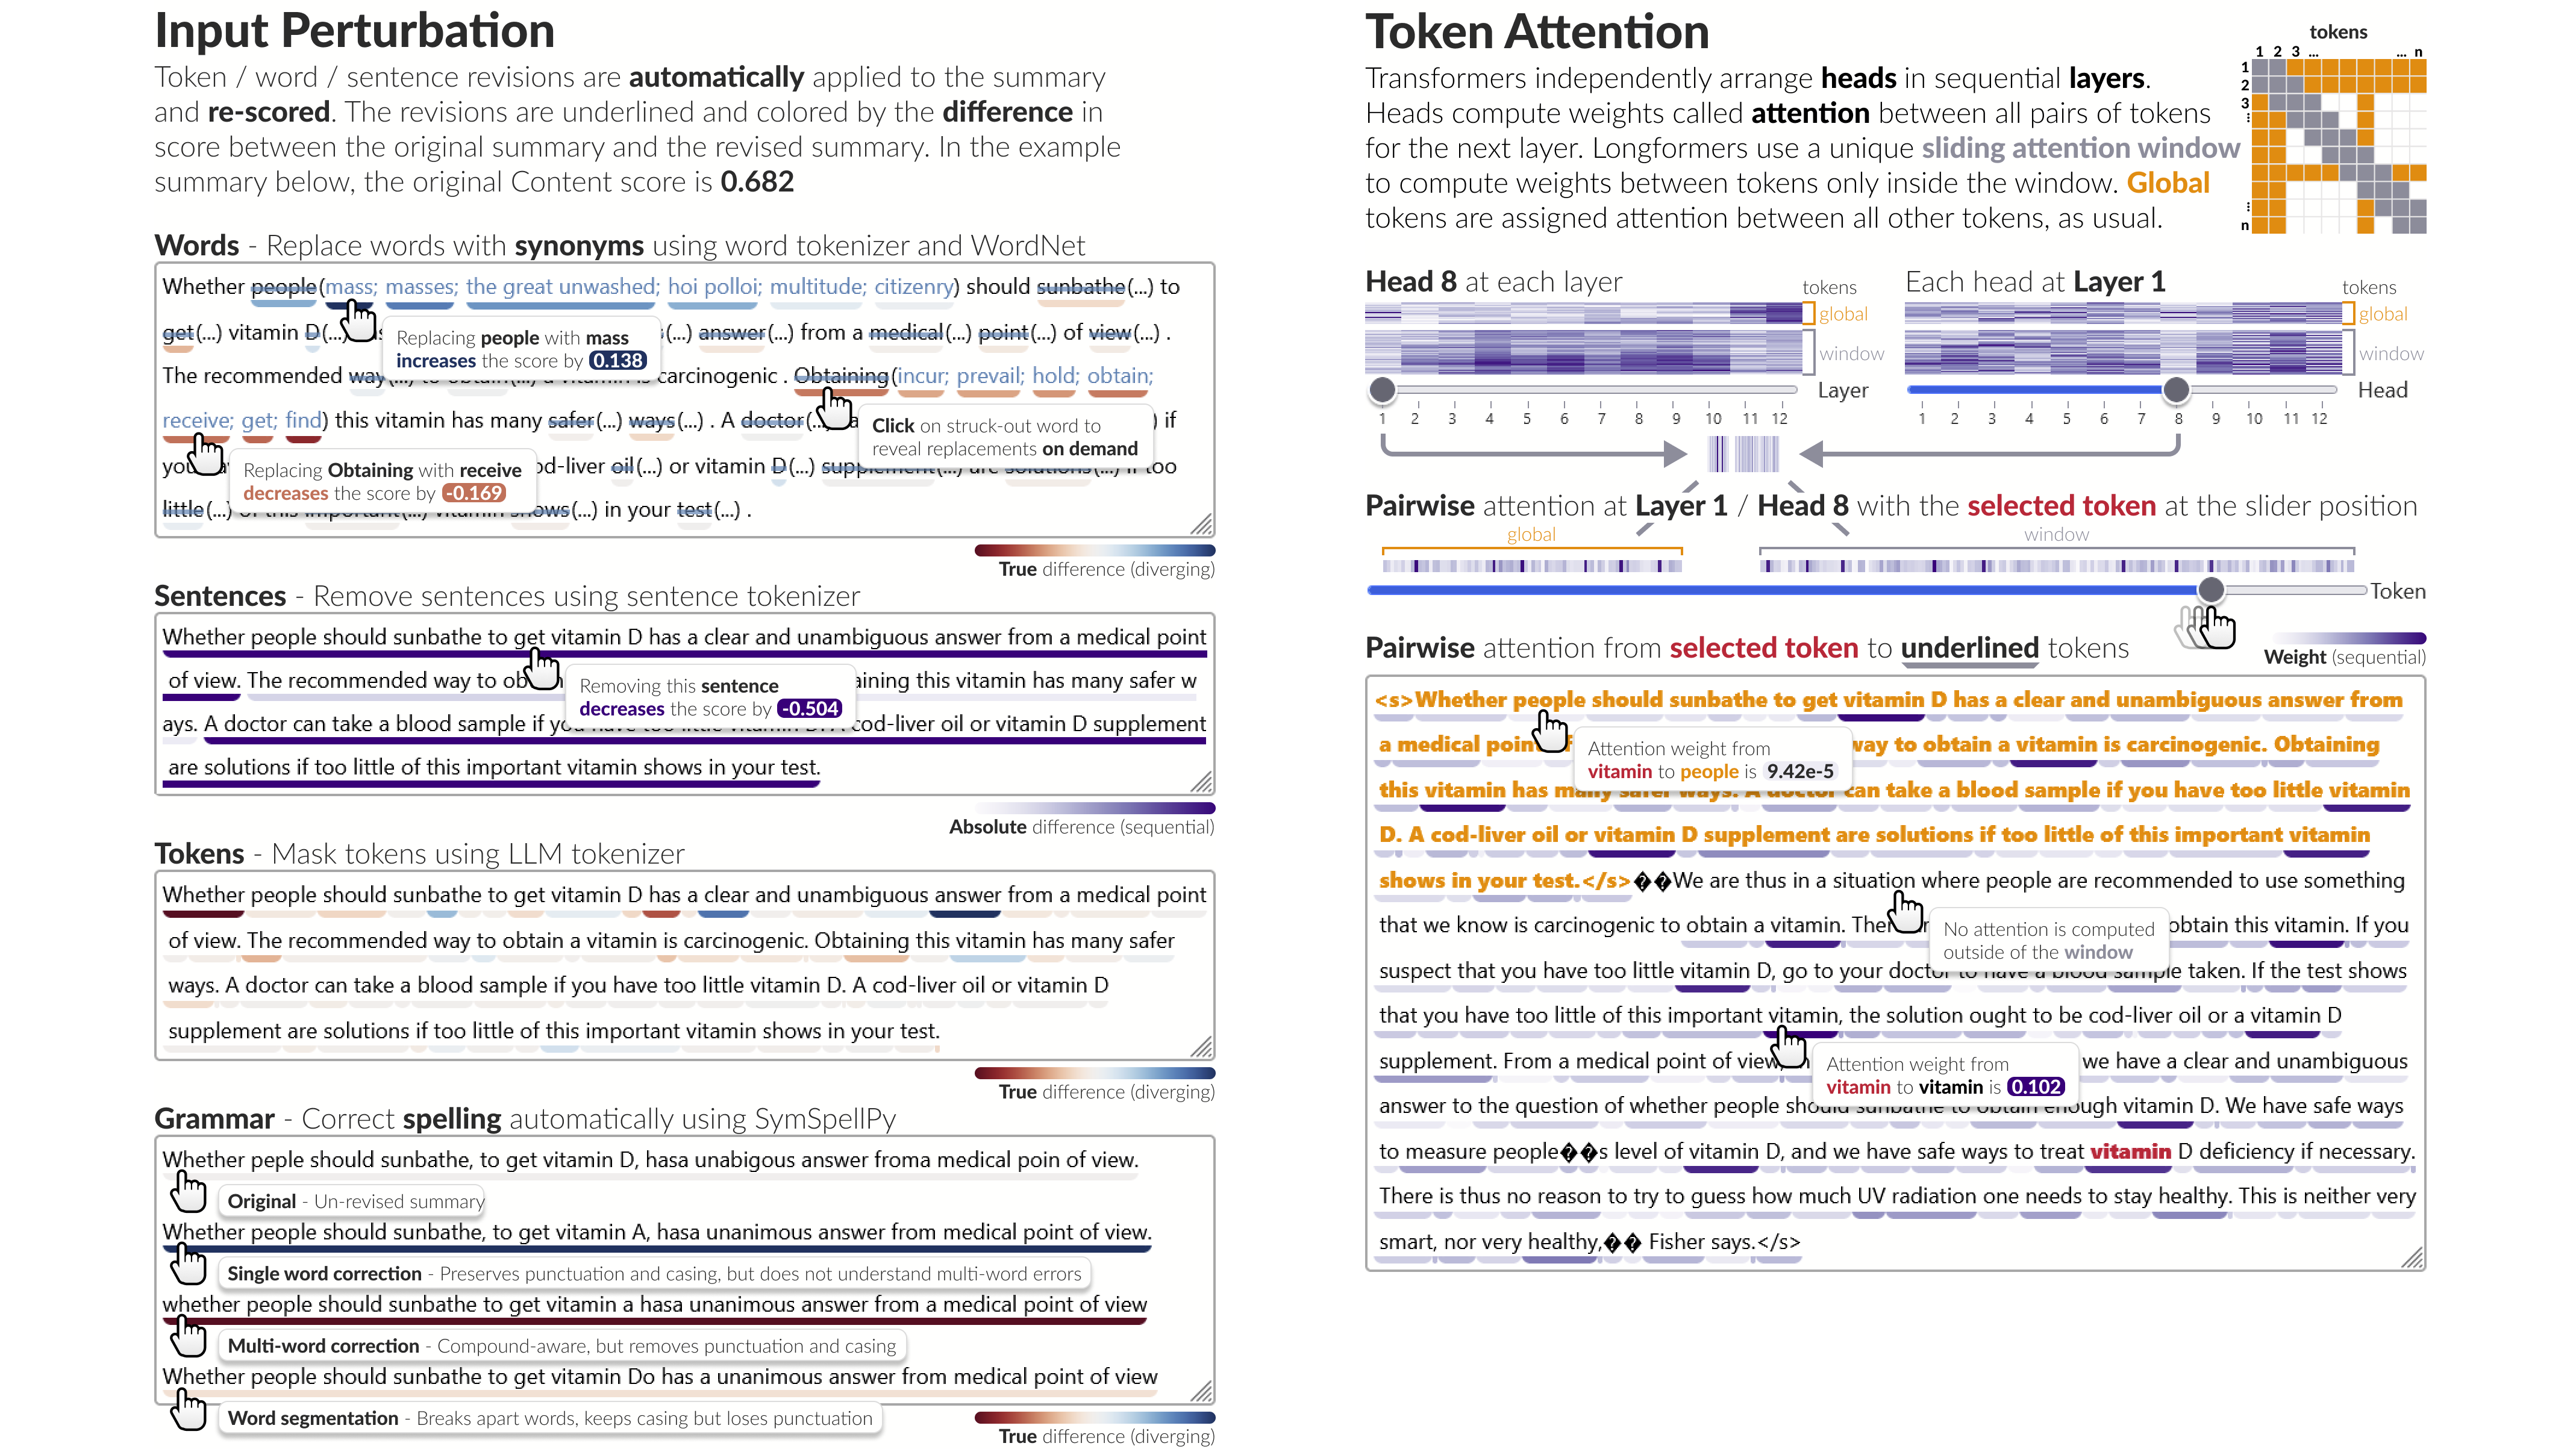 Input Perturbation
Token / word / sentence revisions are automatically applied to the summary
and re-scored. The revisions are underlined and colored by the difference in
score between the original summary and the revised summary. In the example
summary below, the original Content score is 0.682
Words - Replace words with synonyms using word tokenizer and WordNet
Whether people(mass; masses; the great unwashed; hoi polloi; multitude; citizenry) should sunbathe(...) to
get(...) vitamin D(...) (...) answer(...) from a medical(...) point(...) of view(...) .
Replacing people with mass
increases the score by 0.138
The recommended way(...) to obtain(...) a vitamin is carcinogenic . Obtaining(incur; prevail; hold; obtain;
receive; get; find) this vitamin has many safer(...) ways(...) . A doctor(... ) if
Click on struck-out word to
reveal replacements on demand
you od-liver oil(...) or vitamin D(...) supplement(...) are solutions(...) if too
Replacing Obtaining with receive
decreases the score by -0.169
little(...) of this important(...) vitamin shows(...) in your test(...) .
True difference (diverging)
Sentences - Remove sentences using sentence tokenizer
Whether people should sunbathe to get vitamin D has a clear and unambiguous answer from a medical point
of view. The recommended way to ob aining this vitamin has many safer w
Removing this sentence
decreases the score by -0.504
ays. A doctor can take a blood sample if you have too little vitamin D. A cod-liver oil or vitamin D supplement
are solutions if too little of this important vitamin shows in your test.
Absolute difference (sequential)
Tokens - Mask tokens using LLM tokenizer
Whether people should sunbathe to get vitamin D has a clear and unambiguous answer from a medical point
of view. The recommended way to obtain a vitamin is carcinogenic. Obtaining this vitamin has many safer
ways. A doctor can take a blood sample if you have too little vitamin D. A cod-liver oil or vitamin D
supplement are solutions if too little of this important vitamin shows in your test.
True difference (diverging)
Grammar - Correct spelling automatically using SymSpellPy
Whether peple should sunbathe, to get vitamin D, hasa unabigous answer froma medical poin of view.
Original - Un-revised summary
Whether people should sunbathe, to get vitamin A, hasa unanimous answer from medical point of view.
Single word correction - Preserves punctuation and casing, but does not understand multi-word errors
whether people should sunbathe to get vitamin a hasa unanimous answer from a medical point of view
Multi-word correction - Compound-aware, but removes punctuation and casing
Whether people should sunbathe to get vitamin Do has a unanimous answer from medical point of view
Word segmentation - Breaks apart words, keeps casing but loses punctuation
True difference (diverging)
Token Attention
Transformers independently arrange heads in sequential layers.
Heads compute weights called attention between all pairs of tokens
for the next layer. Longformers use a unique sliding attention window
to compute weights between tokens only inside the window. Global
tokens are assigned attention between all other tokens, as usual.
tokens
1 2 3 ... ... n
1
2
3
...
...
n
Head 8 at each layer
tokens
global
window
Layer
1 2 3 4 5 6 7 8 9 10 11 12
Each head at Layer 1
tokens
global
window
Head
1 2 3 4 5 6 7 8 9 10 11 12
Pairwise attention at Layer 1 / Head 8 with the selected token at the slider position
global window
Token
Pairwise attention from selected token to underlined tokens
Weight (sequential)
<s>Whether people should sunbathe to get vitamin D has a clear and unambiguous answer from
a medical poin way to obtain a vitamin is carcinogenic. Obtaining
Attention weight from
vitamin to people is 9.42e-5
this vitamin has many safer ways. A doctor can take a blood sample if you have too little vitamin
D. A cod-liver oil or vitamin D supplement are solutions if too little of this important vitamin
shows in your test.</s>��We are thus in a situation where people are recommended to use something
that we know is carcinogenic to obtain a vitamin. Ther obtain this vitamin. If you
No attention is computed
outside of the window
suspect that you have too little vitamin D, go to your doctor to have a blood sample taken. If the test shows
that you have too little of this important vitamin, the solution ought to be cod-liver oil or a vitamin D
supplement. From a medical point of view, we have a clear and unambiguous
Attention weight from
vitamin to vitamin is 0.102
answer to the question of whether people should sunbathe to obtain enough vitamin D. We have safe ways
to measure people��s level of vitamin D, and we have safe ways to treat vitamin D deficiency if necessary.
There is thus no reason to try to guess how much UV radiation one needs to stay healthy. This is neither very
smart, nor very healthy,�� Fisher says.</s>